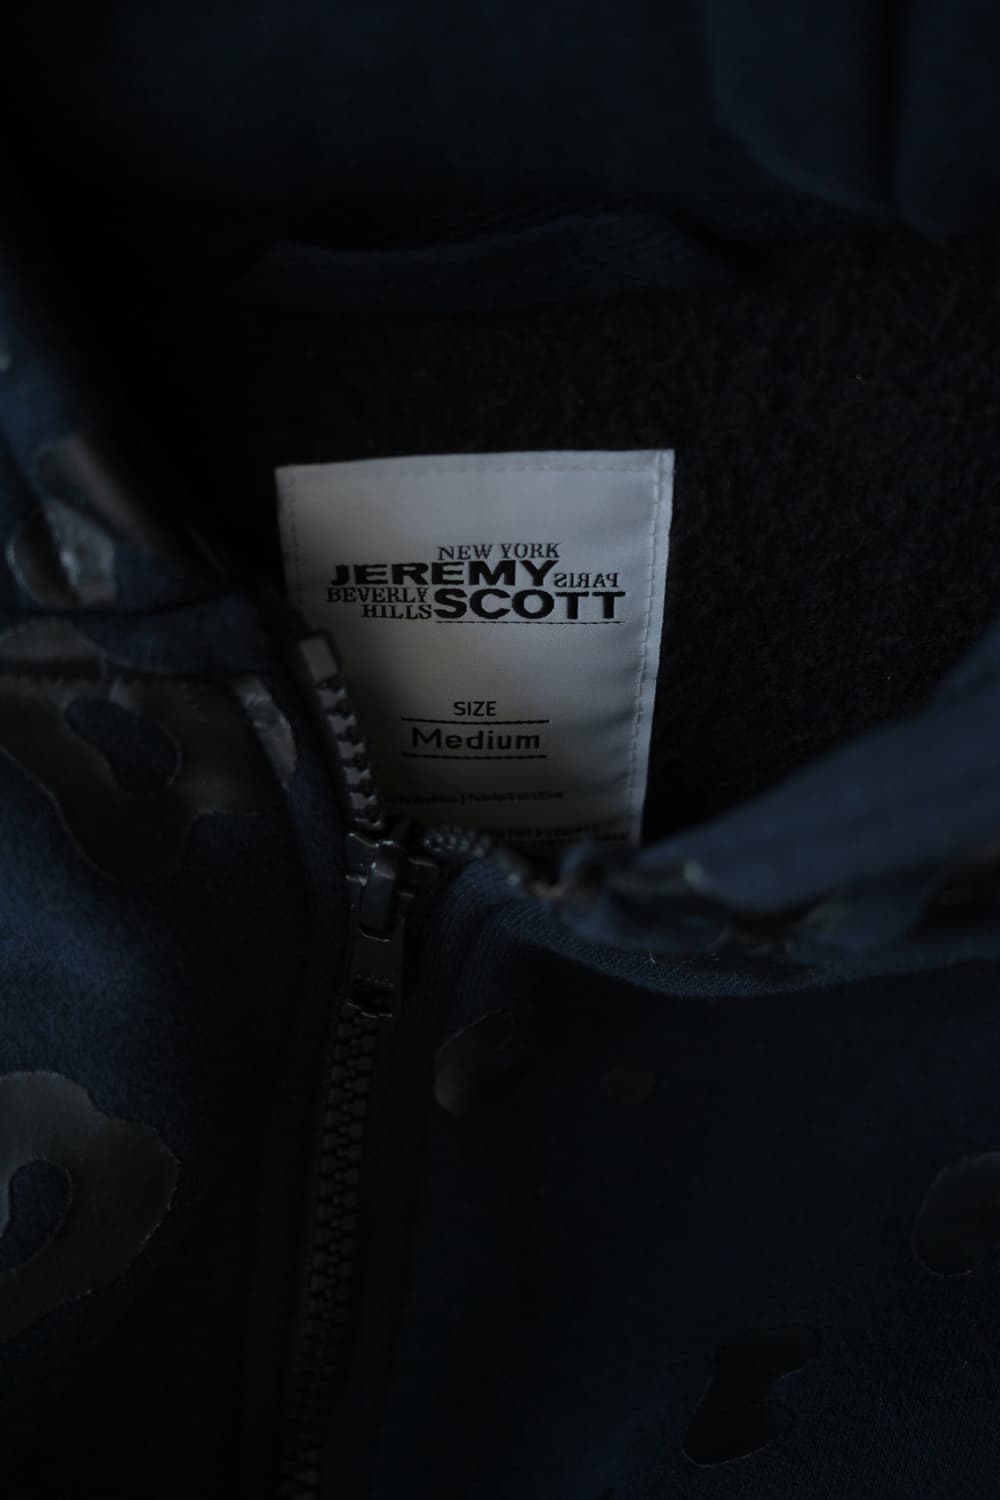 NEW YORK
JEREMY PARIS
BEVERLY
HILLS SCOTT
SIZE
Medium